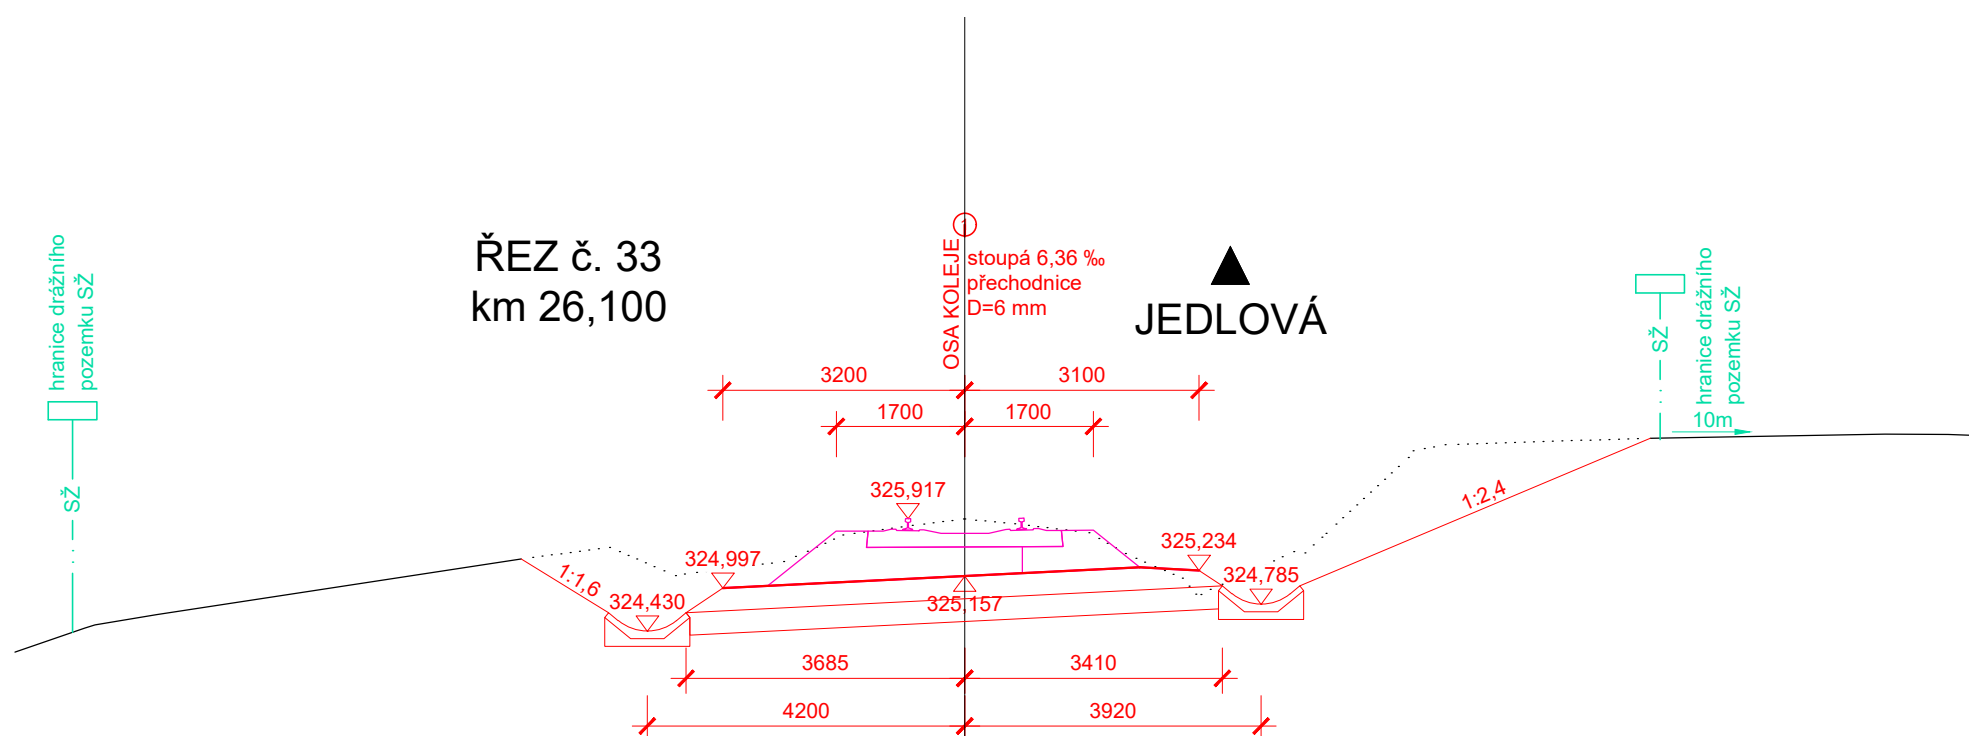 ŘEZ č. 33
km 26,100
hranice drážního
pozemku SŽ
SŽ
OSA KOLEJE
1
stoupá 6,36 ‰
přechodnice
D=6 mm
JEDLOVÁ
hranice drážního
pozemku SŽ
SŽ
10m
3200
3100
1700
1700
325,917
324,997
325,234
1:1,6
324,430
325,157
324,785
1:2,4
3685
3410
4200
3920